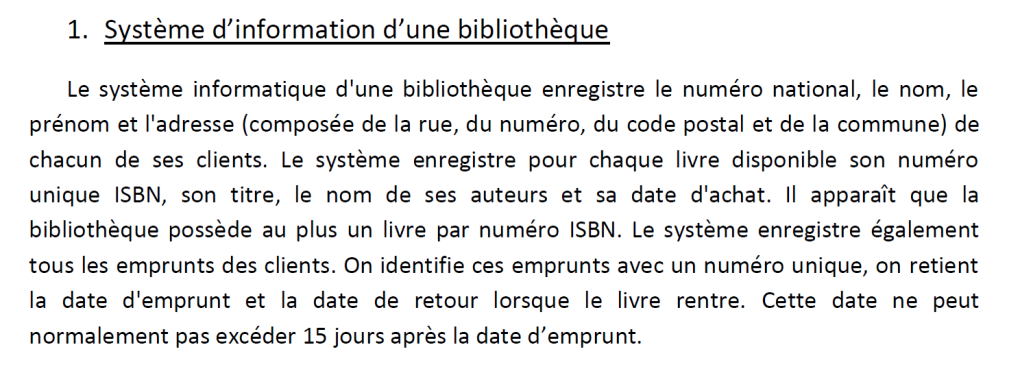 1. Système d’information d’une bibliothèque
Le système informatique d'une bibliothèque enregistre le numéro national, le nom, le
prénom et l'adresse (composée de la rue, du numéro, du code postal et de la commune) de
chacun de ses clients. Le système enregistre pour chaque livre disponible son numéro
unique ISBN, son titre, le nom de ses auteurs et sa date d'achat. Il apparaît que la
bibliothèque possède au plus un livre par numéro ISBN. Le système enregistre également
tous les emprunts des clients. On identifie ces emprunts avec un numéro unique, on retient
la date d'emprunt et la date de retour lorsque le livre rentre. Cette date ne peut
normalement pas excéder 15 jours après la date d’emprunt.